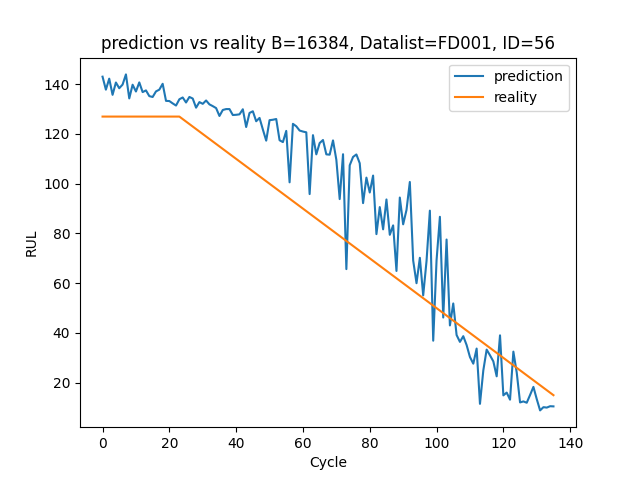 prediction vs reality B=16384, Datalist=FD001, ID=56
prediction
reality
RUL
140
120
100
80
60
40
20
0 20 40 60 80 100 120 140
Cycle